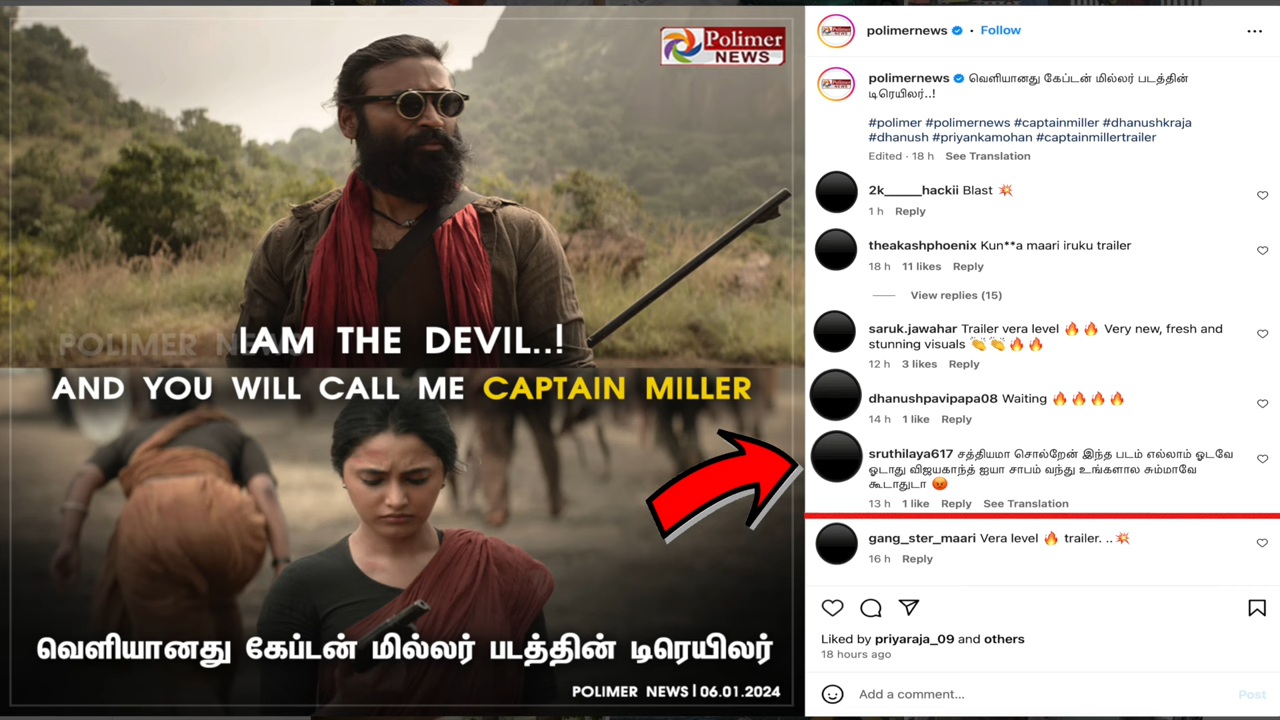 Polimer
NEWS
POLIMER NEWS
IAM THE DEVIL..!
AND YOU WILL CALL ME CAPTAIN MILLER
வெளியானது கேப்டன் மில்லர் படத்தின் டிரெயிலர்
POLIMER NEWS | 06.01.2024
polimernews • Follow
polimernews வெளியானது கேப்டன் மில்லர் படத்தின்
டிரெயிலர்..!
#polimer #polimernews #captainmiller #dhanushkraja
#dhanush #priyankamohan #captainmillertrailer
Edited · 18 h See Translation
2k_____hackii Blast 💥
1 h Reply
theakashphoenix Kun**a maari iruku trailer
18 h 11 likes Reply
View replies (15)
saruk.jawahar Trailer vera level 🔥🔥 Very new, fresh and
stunning visuals 👏👏🔥🔥
12 h 3 likes Reply
dhanushpavipapa08 Waiting 🔥🔥🔥🔥
14 h 1 like Reply
sruthilaya617 சத்தியமா சொல்றேன் இந்த படம் எல்லாம் ஓடவே
ஓடாது விஜயகாந்த் ஐயா சாபம் வந்து உங்களால சும்மாவே
கூடாதுடா 😡
13 h 1 like Reply See Translation
gang_ster_maari Vera level 🔥 trailer. ..💥
16 h Reply
Liked by priyaraja_09 and others
18 hours ago
Add a comment...
Post